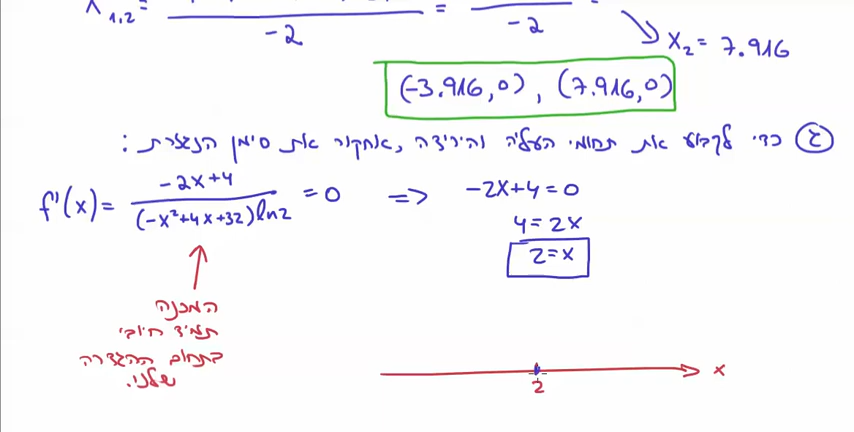 x₁,₂ = ——— = ———
-2 -2
x₂ = 7.916
(-3.916,0), (7.916,0)
ג) כדי לקבוע את תחומי העליה והירידה, אחקור את סימן הנגזרת:
f'(x) = (-2x+4)/((-x²+4x+32)ln2) = 0 => -2x+4=0
4=2x
2=x
המכנה
תמיד חיובי
בתחום ההגדרה
שלנו.
x
2